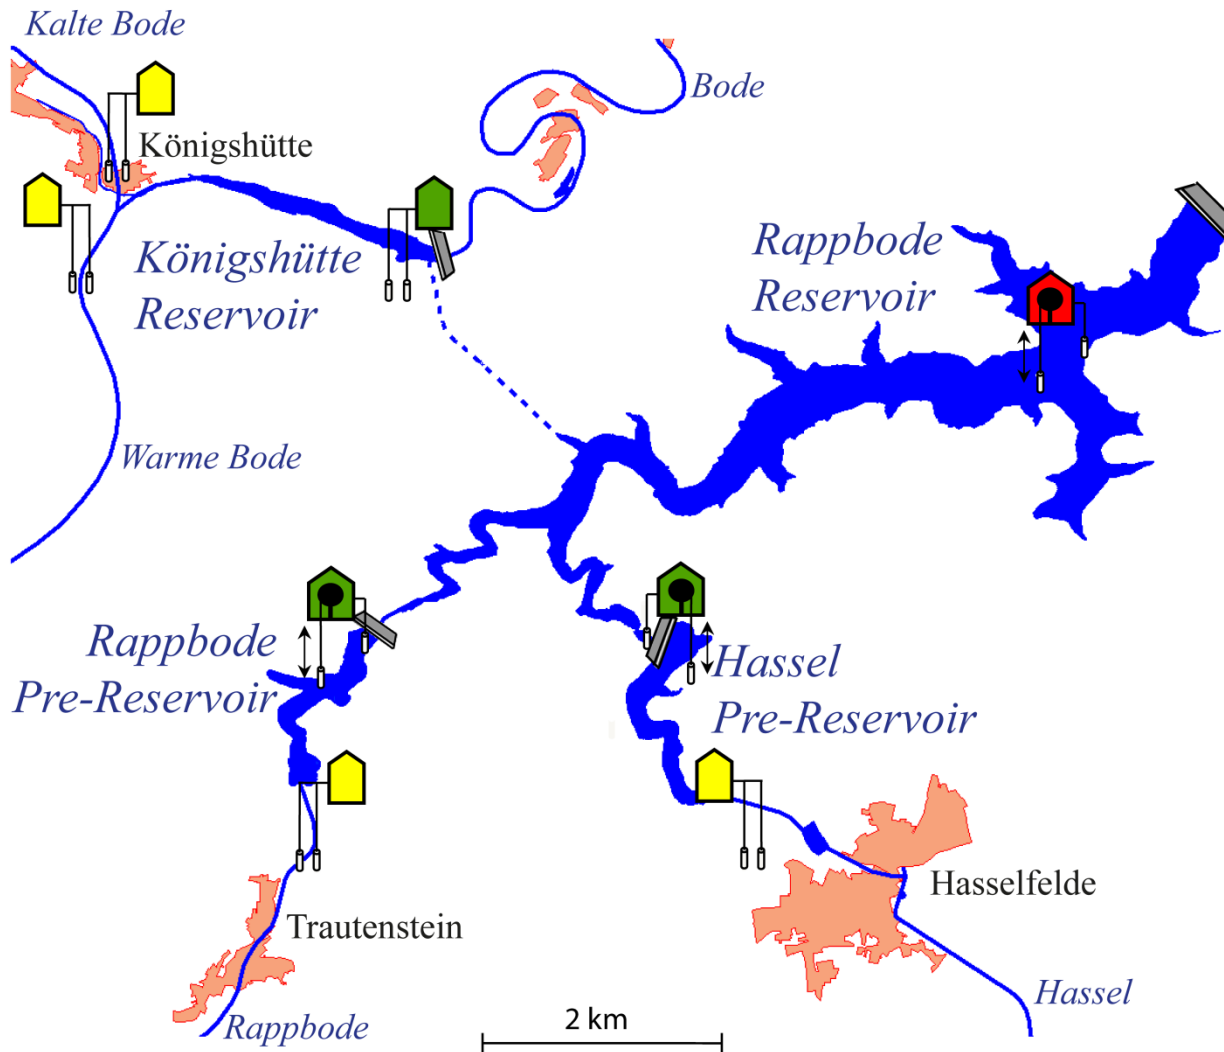 Kalte Bode
Bode
Königshütte
Königshütte
Reservoir
Rappbode
Reservoir
Warme Bode
Rappbode
Pre-Reservoir
Hassel
Pre-Reservoir
Hasselfelde
Trautenstein
Hassel
Rappbode
2 km